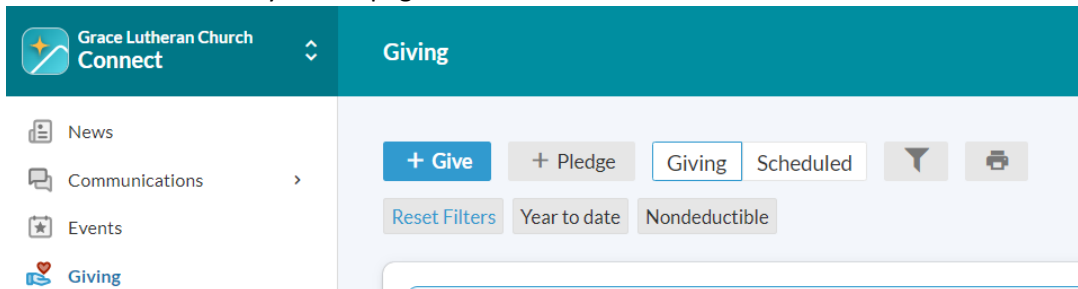 Grace Lutheran Church
Connect
Giving
News
Communications
Events
Giving
+ Give
+ Pledge
Giving
Scheduled
Reset Filters
Year to date
Nondeductible